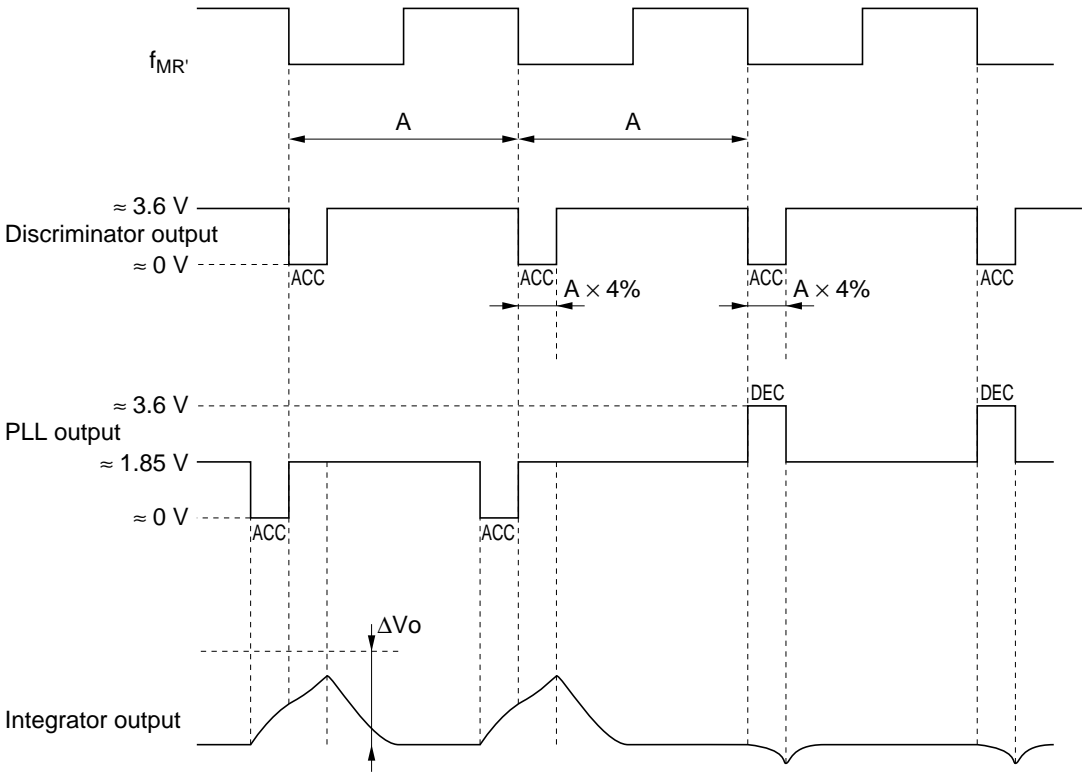 f_MR'
A A
≈ 3.6 V
Discriminator output
≈ 0 V
ACC ACC ACC ACC
A × 4% A × 4%
DEC DEC
≈ 3.6 V
PLL output
≈ 1.85 V
≈ 0 V
ACC ACC
ΔVo
Integrator output